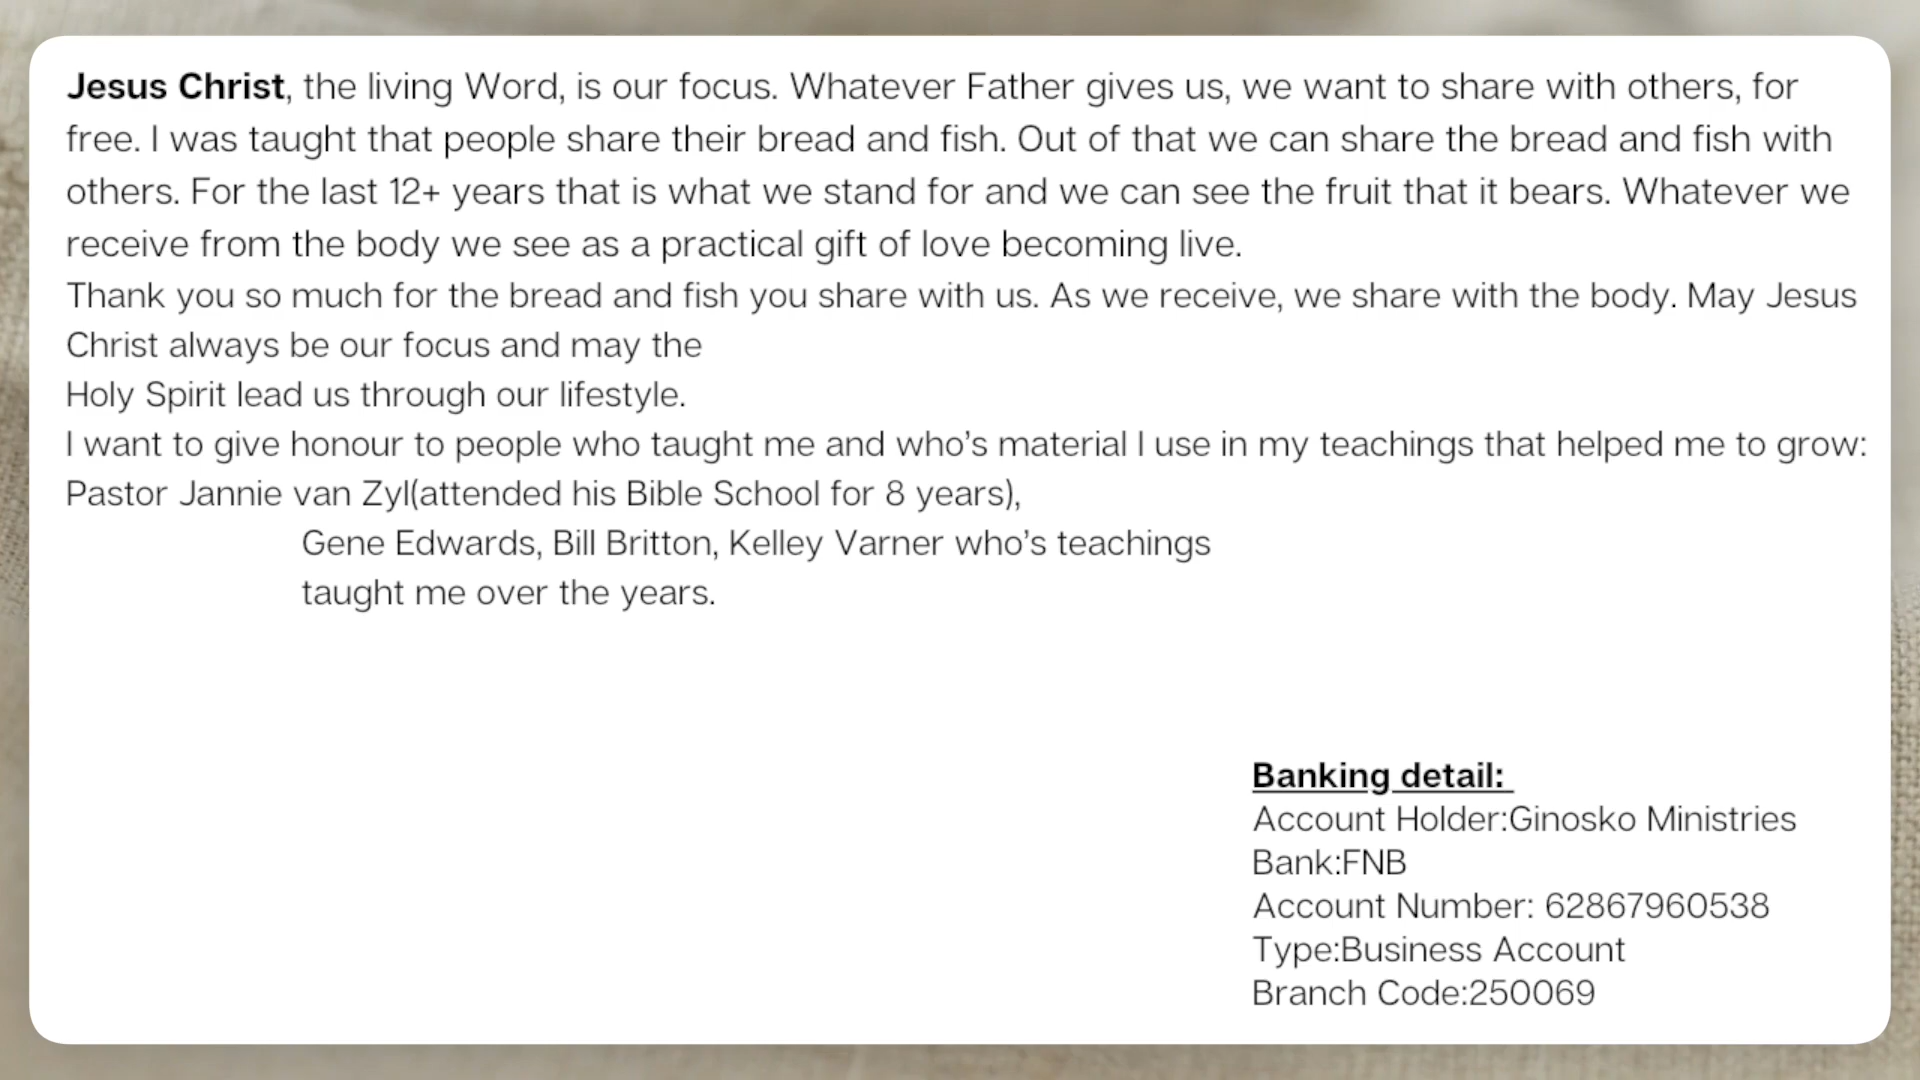 Jesus Christ, the living Word, is our focus. Whatever Father gives us, we want to share with others, for
free. I was taught that people share their bread and fish. Out of that we can share the bread and fish with
others. For the last 12+ years that is what we stand for and we can see the fruit that it bears. Whatever we
receive from the body we see as a practical gift of love becoming live.
Thank you so much for the bread and fish you share with us. As we receive, we share with the body. May Jesus
Christ always be our focus and may the
Holy Spirit lead us through our lifestyle.
I want to give honour to people who taught me and who’s material I use in my teachings that helped me to grow:
Pastor Jannie van Zyl(attended his Bible School for 8 years),
Gene Edwards, Bill Britton, Kelley Varner who’s teachings
taught me over the years.
Banking detail:
Account Holder:Ginosko Ministries
Bank:FNB
Account Number: 62867960538
Type:Business Account
Branch Code:250069